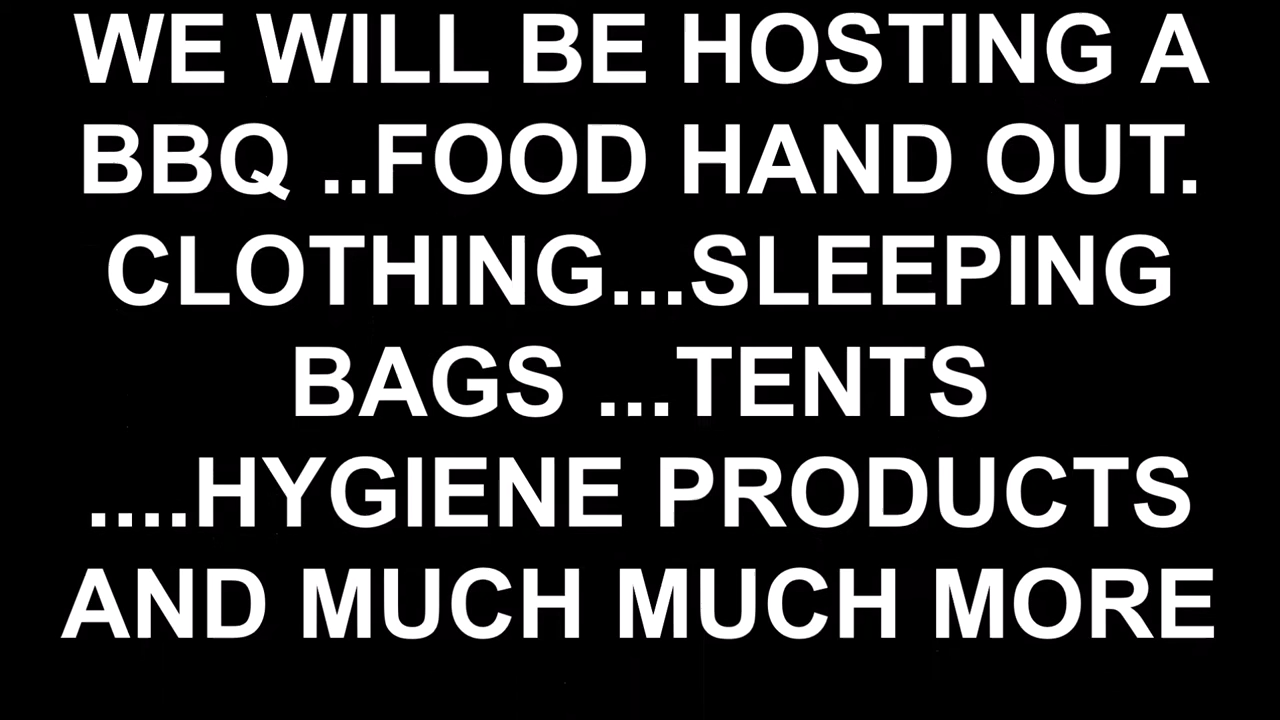 WE WILL BE HOSTING A
BBQ ..FOOD HAND OUT.
CLOTHING...SLEEPING
BAGS ...TENTS
....HYGIENE PRODUCTS
AND MUCH MUCH MORE